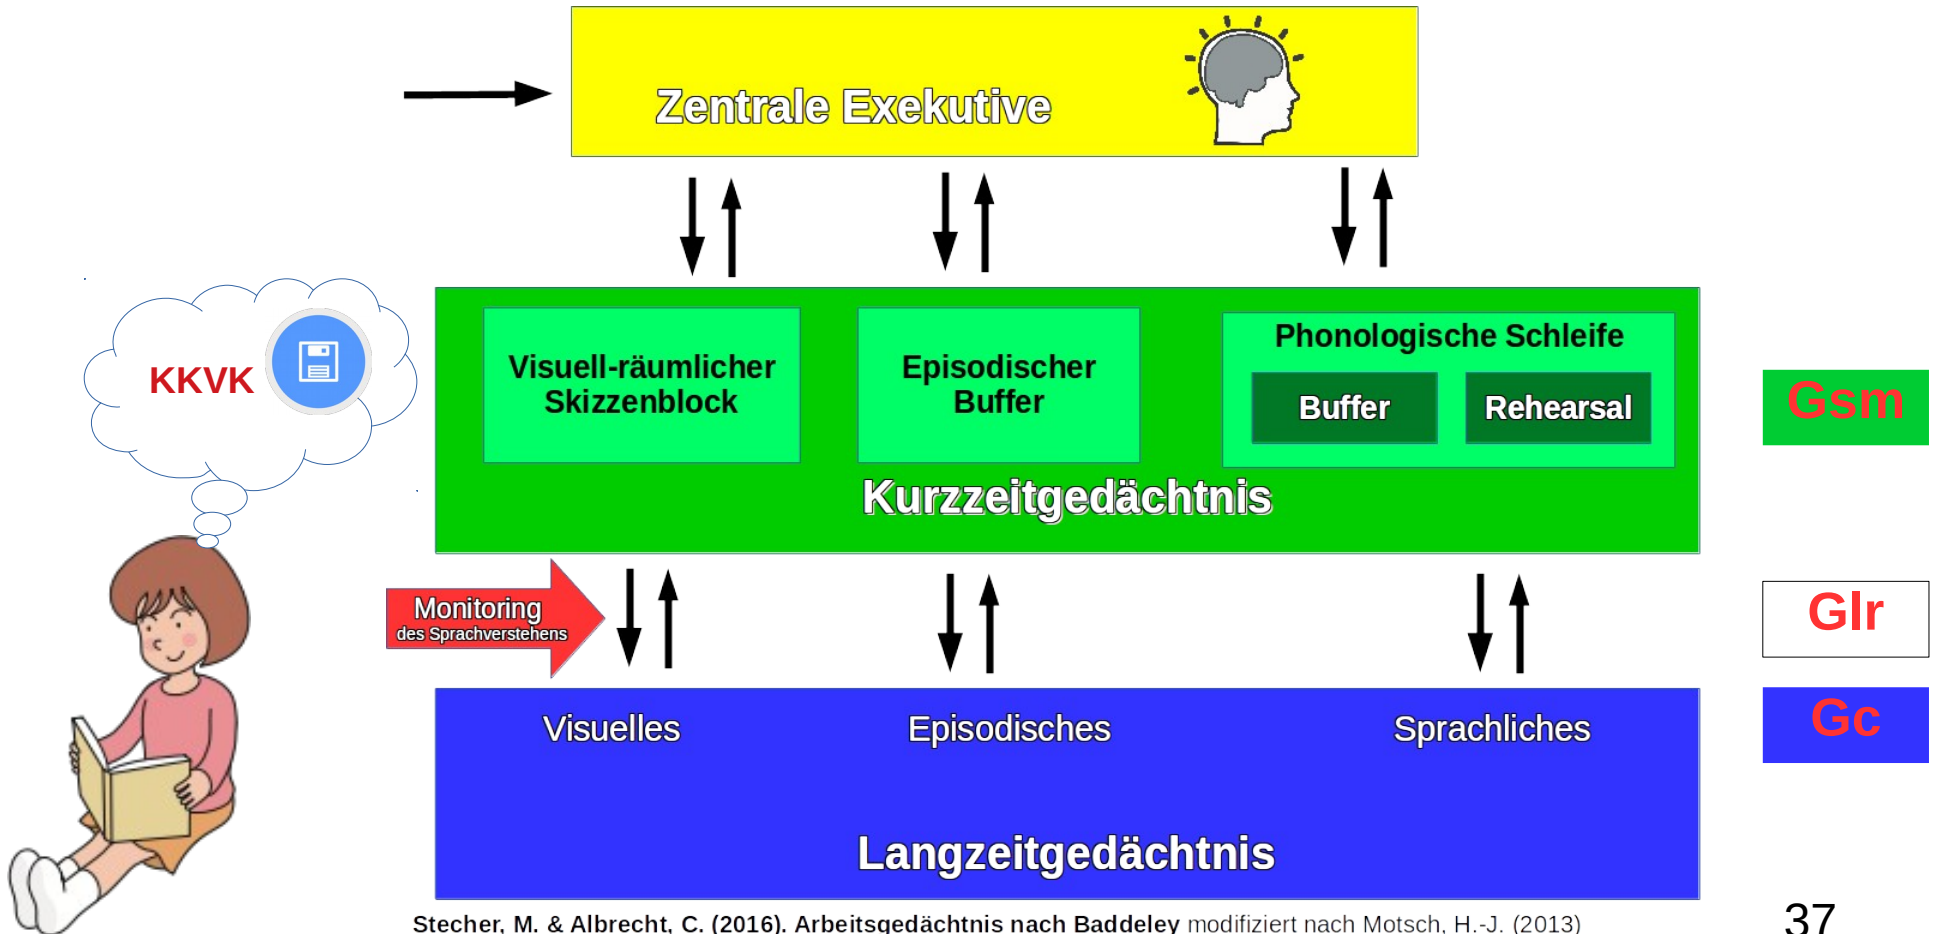 Zentrale Exekutive
KKVK
Visuell-räumlicher
Skizzenblock
Episodischer
Buffer
Phonologische Schleife
Buffer
Rehearsal
Kurzzeitgedächtnis
Gsm
Monitoring
des Sprachverstehens
Glr
Visuelles
Episodisches
Sprachliches
Gc
Langzeitgedächtnis
Stecher, M. & Albrecht, C. (2016). Arbeitsgedächtnis nach Baddeley modifiziert nach Motsch, H.-J. (2013)
37